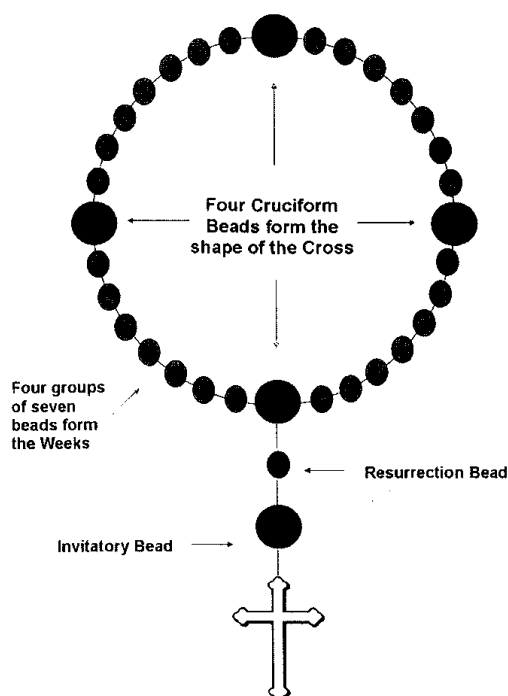 Four Cruciform
Beads form the
shape of the Cross
Four groups
of seven
beads form
the Weeks
Resurrection Bead
Invitatory Bead